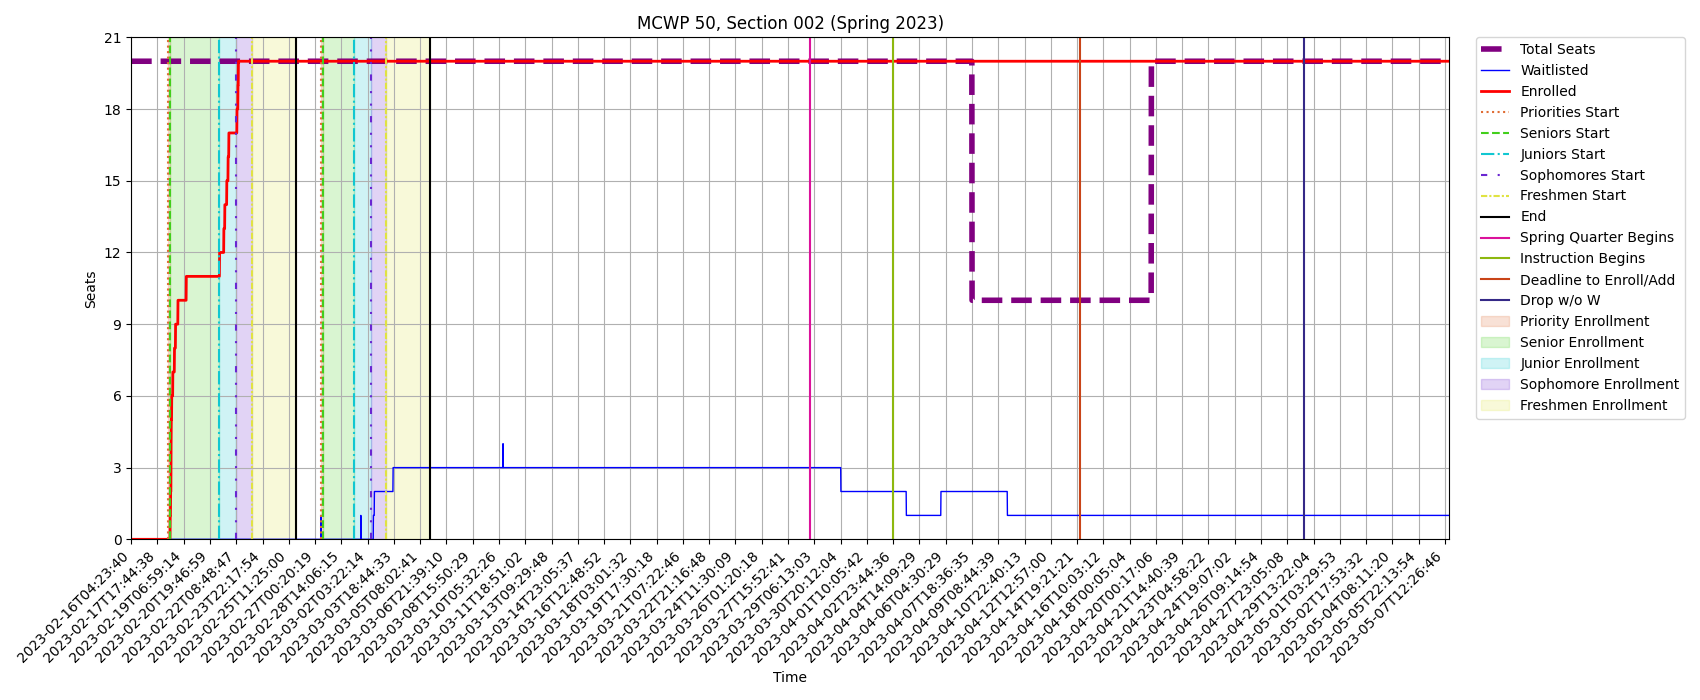 MCWP 50, Section 002 (Spring 2023)
21
18
15
12
9
6
3
0
Seats
2023-02-16T04:23:40
2023-02-17T17:44:38
2023-02-19T06:59:14
2023-02-20T19:46:59
2023-02-22T08:48:47
2023-02-23T22:17:54
2023-02-25T11:25:00
2023-02-27T00:20:19
2023-02-28T14:06:15
2023-03-02T03:22:14
2023-03-03T18:44:33
2023-03-05T08:02:41
2023-03-06T21:39:10
2023-03-08T15:50:29
2023-03-10T05:32:26
2023-03-11T18:51:02
2023-03-13T09:29:48
2023-03-14T23:05:37
2023-03-16T12:48:52
2023-03-18T03:01:32
2023-03-19T17:30:18
2023-03-21T07:22:46
2023-03-22T21:16:48
2023-03-24T11:30:09
2023-03-26T01:20:18
2023-03-27T15:52:41
2023-03-29T06:13:03
2023-03-30T20:12:04
2023-04-01T10:05:42
2023-04-02T23:44:36
2023-04-04T14:09:29
2023-04-06T04:30:29
2023-04-07T18:36:35
2023-04-09T08:44:39
2023-04-10T22:40:13
2023-04-12T12:57:00
2023-04-14T19:21:21
2023-04-16T10:03:12
2023-04-18T00:05:04
2023-04-20T00:17:06
2023-04-21T14:40:39
2023-04-23T04:58:22
2023-04-24T19:07:02
2023-04-26T09:14:54
2023-04-27T23:05:08
2023-04-29T13:22:04
2023-05-01T03:29:53
2023-05-02T17:53:32
2023-05-04T08:11:20
2023-05-05T22:13:54
2023-05-07T12:26:46
Time
Total Seats
Waitlisted
Enrolled
Priorities Start
Seniors Start
Juniors Start
Sophomores Start
Freshmen Start
End
Spring Quarter Begins
Instruction Begins
Deadline to Enroll/Add
Drop w/o W
Priority Enrollment
Senior Enrollment
Junior Enrollment
Sophomore Enrollment
Freshmen Enrollment